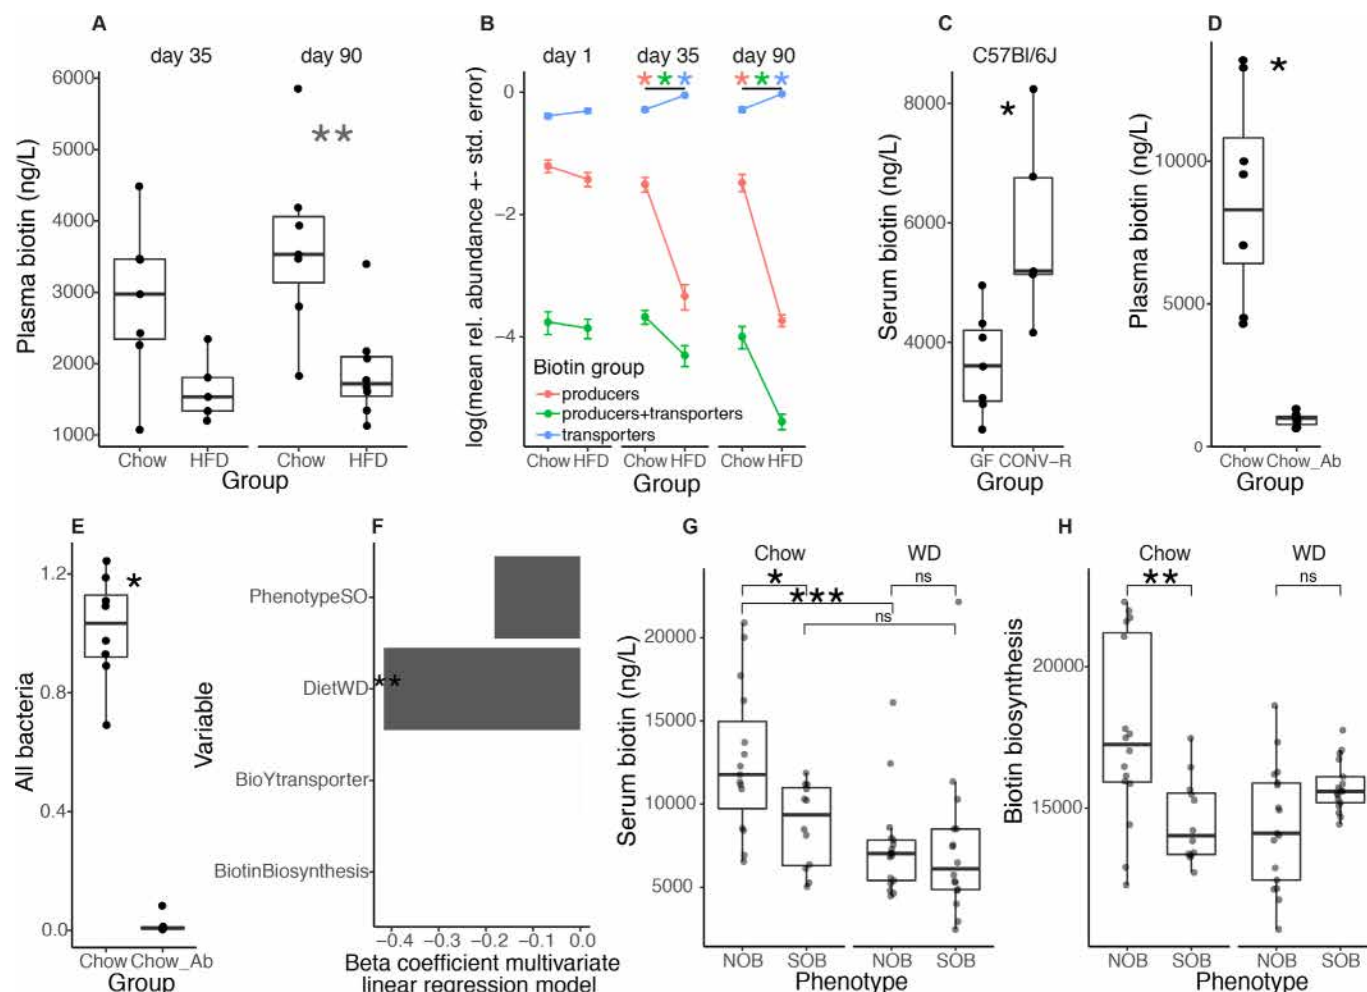 A
day 35
day 90
6000
5000
4000
3000
2000
1000
**
Plasma biotin (ng/L)
Chow
HFD
Chow
HFD
Group
B
day 1
day 35
day 90
* * *
* * *
0
−2
−4
log(mean rel. abundance +- std. error)
Biotin group
producers
producers+transporters
transporters
Chow HFD
Chow HFD
Chow HFD
Group
C
C57Bl/6J
*
8000
6000
4000
Serum biotin (ng/L)
GF CONV−R
Group
D
*
10000
5000
0
Plasma biotin (ng/L)
Chow Chow_Ab
Group
E
*
1.2
0.8
0.4
0.0
All bacteria
Chow Chow_Ab
Group
F
PhenotypeSO
DietWD
**
BioYtransporter
BiotinBiosynthesis
Variable
−0.4
−0.3
−0.2
−0.1
0.0
Beta coefficient multivariate
linear regression model
G
Chow
WD
*
ns
***
ns
20000
15000
10000
5000
Serum biotin (ng/L)
NOB
SOB
NOB
SOB
Phenotype
H
Chow
WD
**
ns
20000
15000
Biotin biosynthesis
NOB
SOB
NOB
SOB
Phenotype